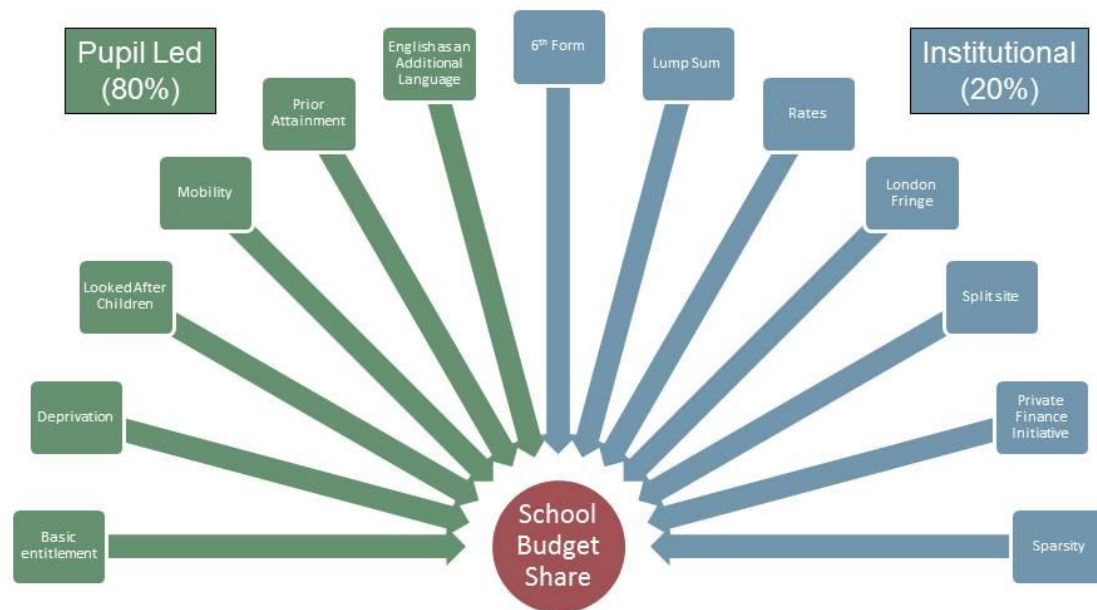 Pupil Led
(80%)
English as an
Additional
Language
6th Form
Lump Sum
Institutional
(20%)
Prior
Attainment
Rates
Mobility
London
Fringe
Looked After
Children
Split site
Deprivation
Private
Finance
Initiative
Basic
entitlement
School
Budget
Share
Sparsity